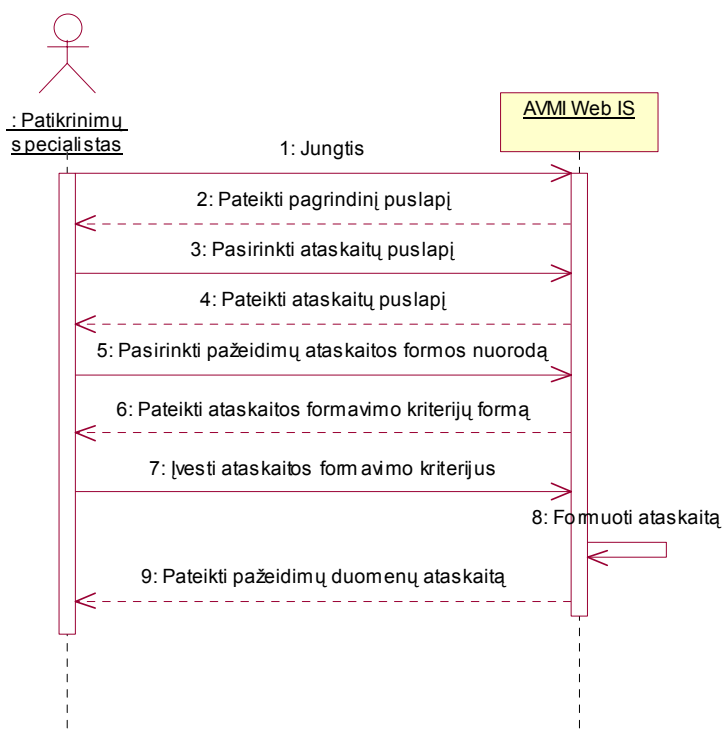 : Patikrinimų
specialistas
AVMI Web IS
1: Jungtis
2: Pateikti pagrindinį puslapį
3: Pasirinkti ataskaitų puslapį
4: Pateikti ataskaitų puslapį
5: Pasirinkti pažeidimų ataskaitos formos nuorodą
6: Pateikti ataskaitos formavimo kriterijų formą
7: Įvesti ataskaitos formavimo kriterijus
8: Formuoti ataskaitą
9: Pateikti pažeidimų duomenų ataskaitą